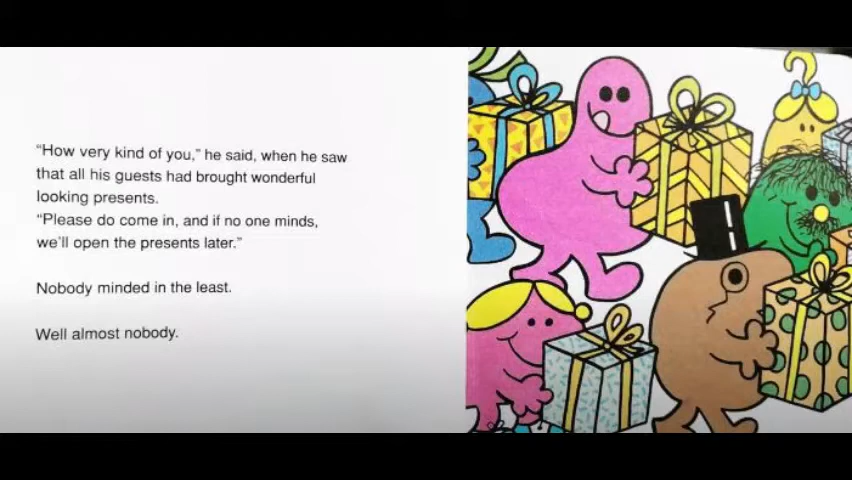 “How very kind of you,” he said, when he saw
that all his guests had brought wonderful
looking presents.
“Please do come in, and if no one minds,
we’ll open the presents later.”
Nobody minded in the least.
Well almost nobody.